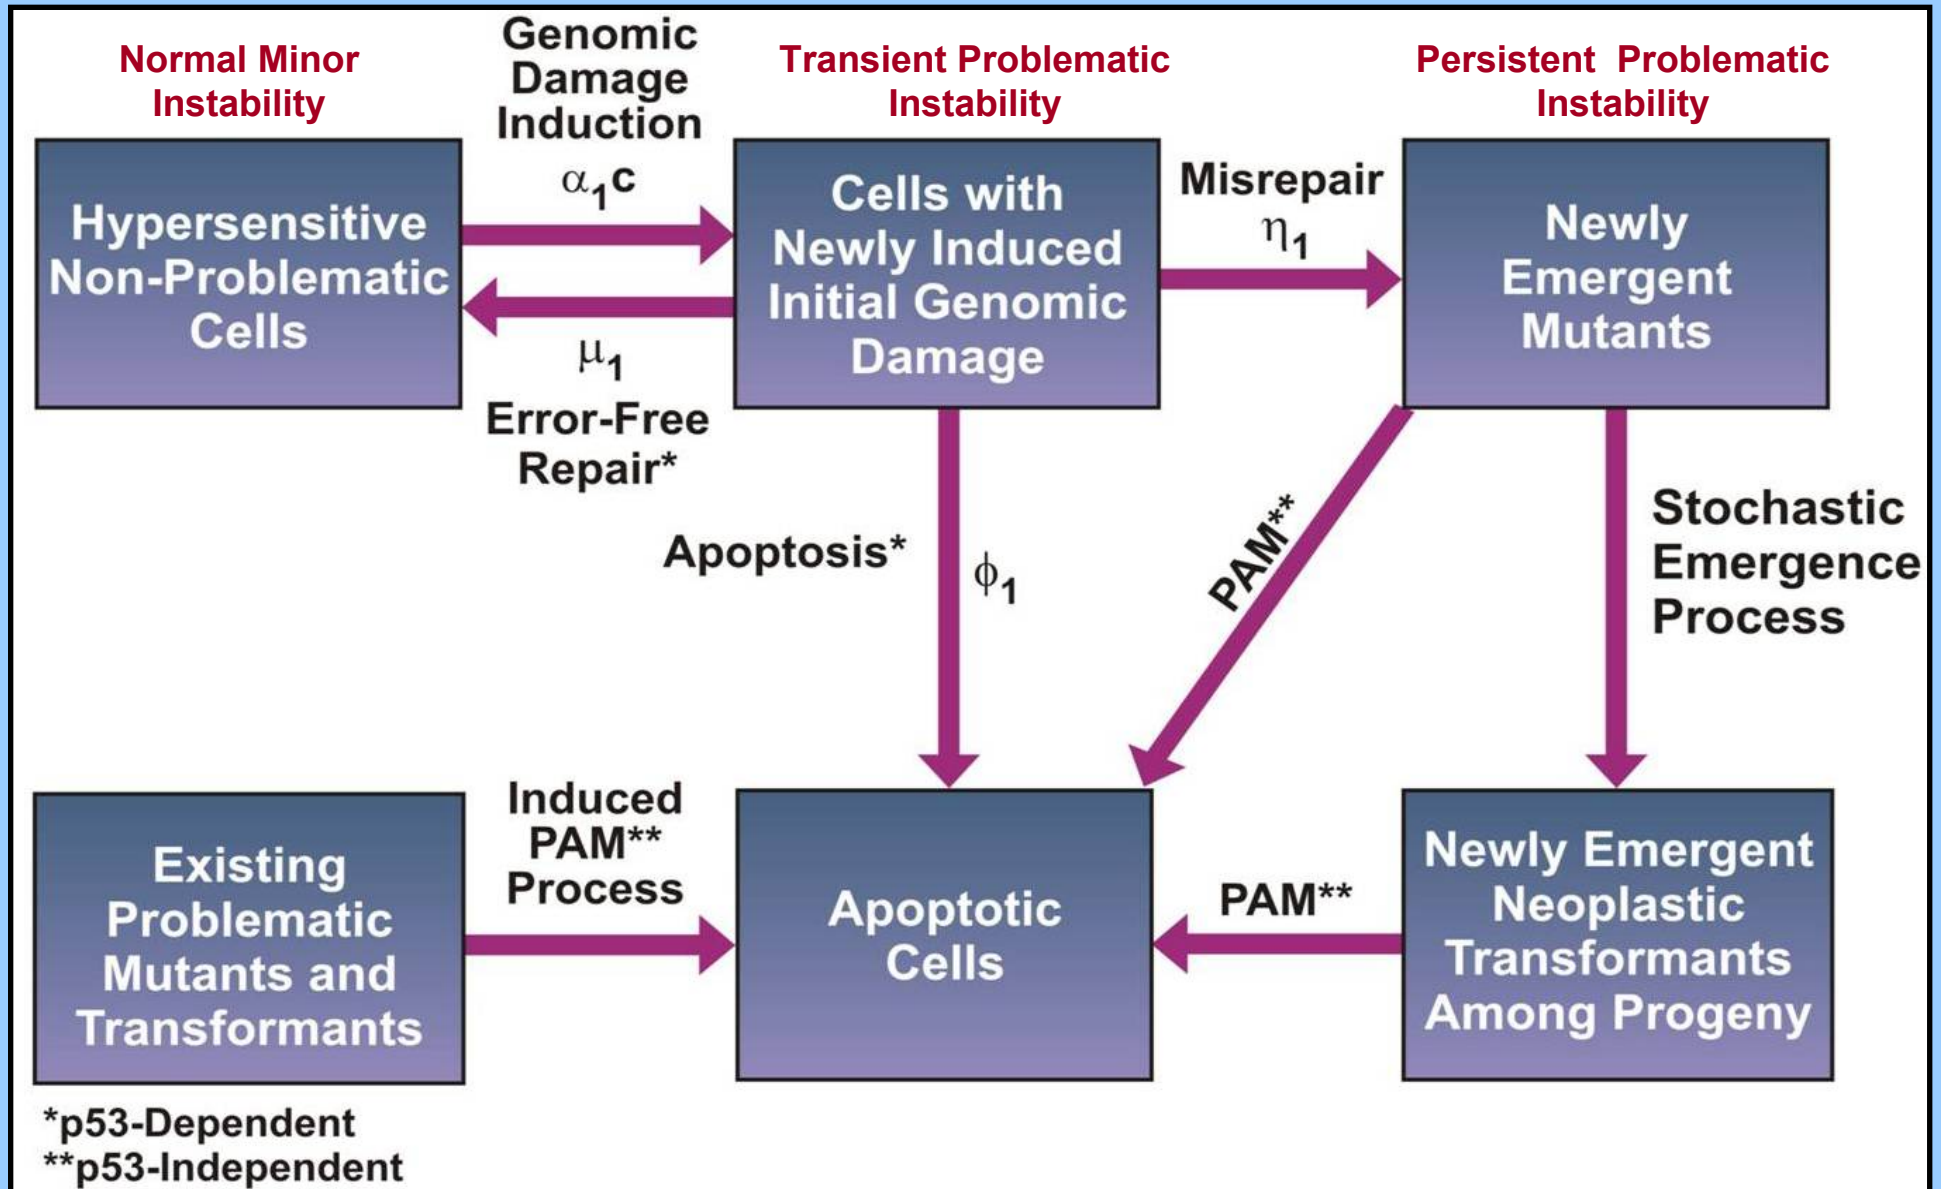 Normal Minor
Instability
Genomic
Damage
Induction
α₁c
Transient Problematic
Instability
Persistent Problematic
Instability
Hypersensitive
Non-Problematic
Cells
μ₁
Error-Free
Repair*
Cells with
Newly Induced
Initial Genomic
Damage
Misrepair
η₁
Newly
Emergent
Mutants
Apoptosis*
ϕ₁
PAM**
Stochastic
Emergence
Process
Existing
Problematic
Mutants and
Transformants
Induced
PAM**
Process
Apoptotic
Cells
PAM**
Newly Emergent
Neoplastic
Transformants
Among Progeny
*p53-Dependent
**p53-Independent